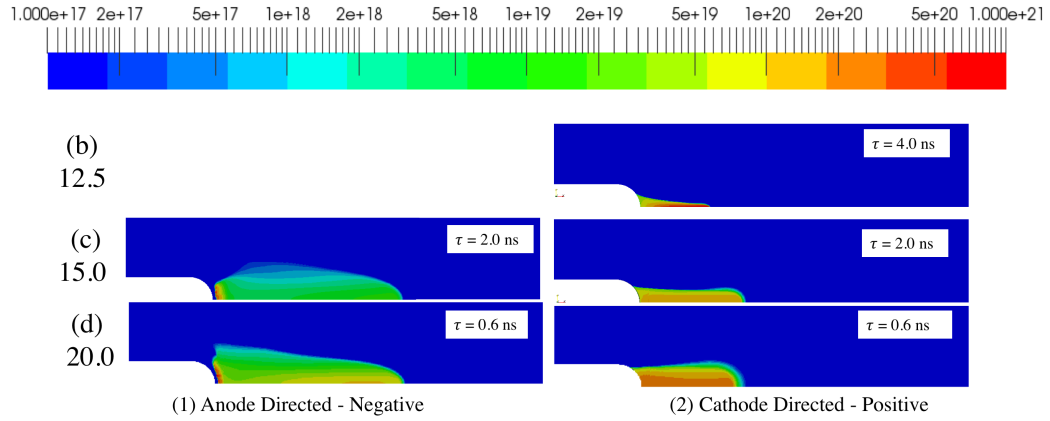 1.000e+17 2e+17 5e+17 1e+18 2e+18 5e+18 1e+19 2e+19 5e+19 1e+20 2e+20 5e+20 1.000e+21
(b)
12.5
τ = 4.0 ns
(c)
15.0
τ = 2.0 ns
τ = 2.0 ns
(d)
20.0
τ = 0.6 ns
τ = 0.6 ns
(1) Anode Directed - Negative
(2) Cathode Directed - Positive